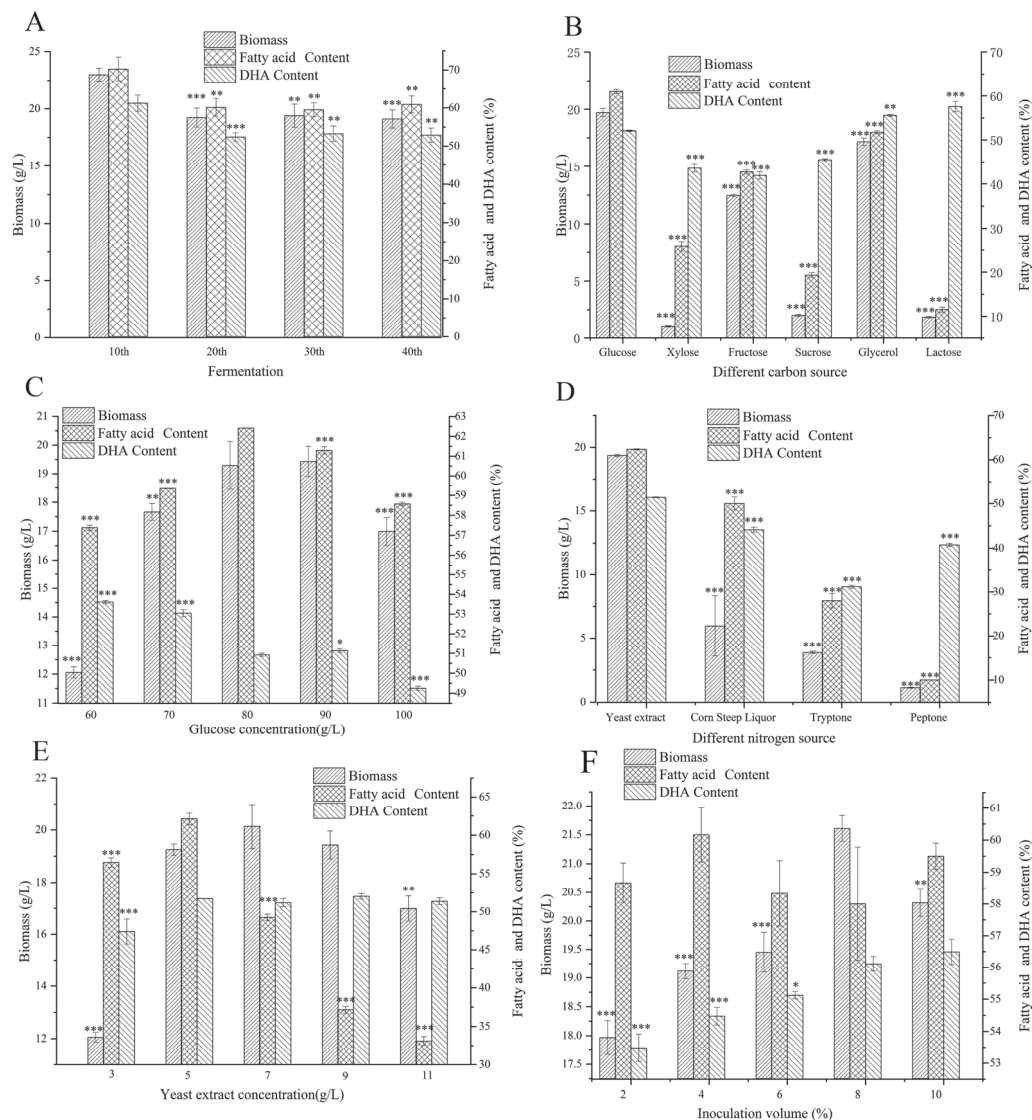 A
Biomass
Fatty acid Content
DHA Content
25
20
15
10
5
0
70
60
50
40
30
20
10
0
*** ** *** ** ** ** *** ** **
10th 20th 30th 40th
Fermentation
Biomass (g/L)
Fatty acid and DHA content (%)
B
Biomass
Fatty acid content
DHA Content
25
20
15
10
5
0
70
60
50
40
30
20
10
*** *** *** *** *** *** *** *** *** *** *** ** *** *** ***
Glucose Xylose Fructose Sucrose Glycerol Lactose
Different carbon source
Biomass (g/L)
Fatty acid and DHA content (%)
C
Biomass
Fatty acid Content
DHA Content
21
20
19
18
17
16
15
14
13
12
11
63
62
61
60
59
58
57
56
55
54
53
52
51
50
49
*** *** *** ** *** *** *** * *** *** ***
60 70 80 90 100
Glucose concentration(g/L)
Biomass (g/L)
Fatty acid and DHA content (%)
D
Biomass
Fatty acid Content
DHA Content
20
15
10
5
0
70
60
50
40
30
20
10
*** *** *** *** *** *** *** *** ***
Yeast extract Corn Steep Liquor Tryptone Peptone
Different nitrogen source
Biomass (g/L)
Fatty acid and DHA content (%)
E
Biomass
Fatty acid Content
DHA Content
22
20
18
16
14
12
65
60
55
50
45
40
35
30
*** *** *** *** *** ** ***
3 5 7 9 11
Yeast extract concentration(g/L)
Biomass (g/L)
Fatty acid and DHA content (%)
F
Biomass
Fatty acid Content
DHA Content
22.0
21.5
21.0
20.5
20.0
19.5
19.0
18.5
18.0
17.5
61
60
59
58
57
56
55
54
53
*** *** *** *** *** * **
2 4 6 8 10
Inoculation volume (%)
Biomass (g/L)
Fatty acid and DHA content (%)